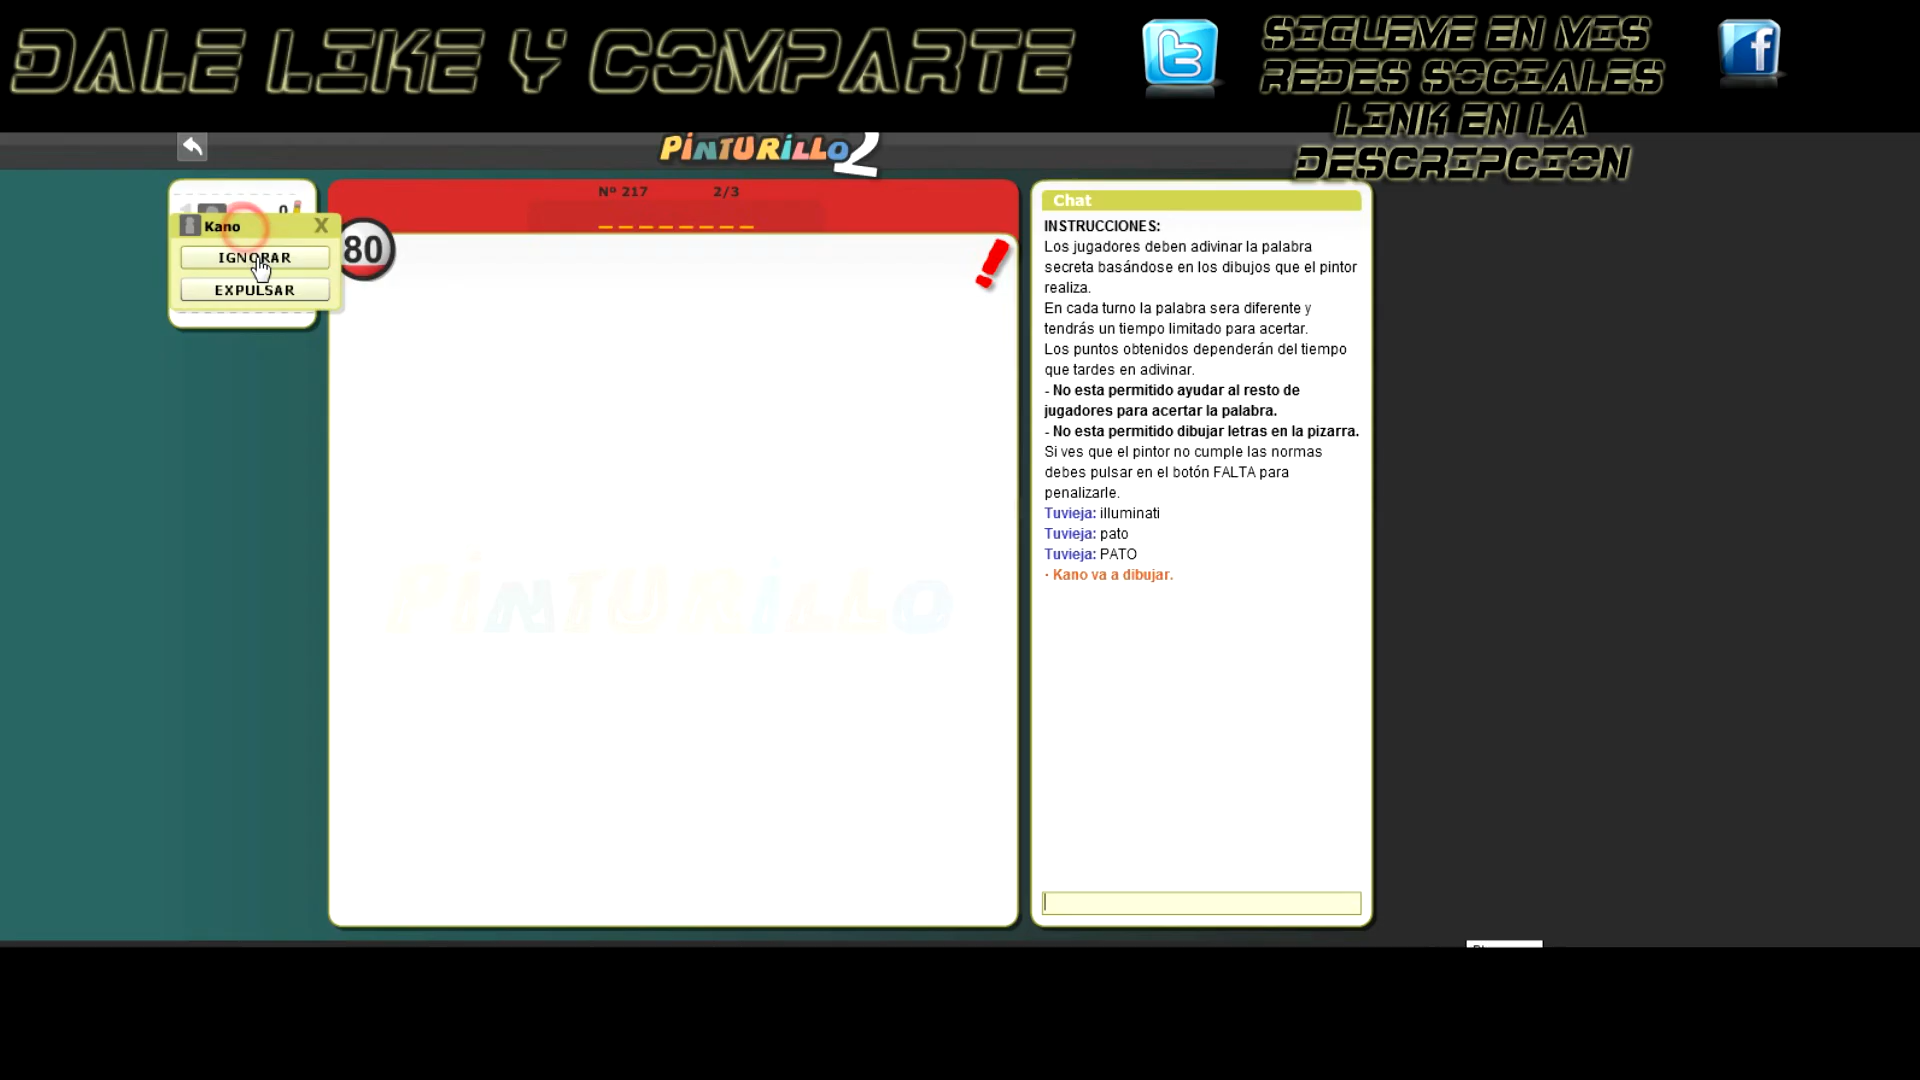 DALE LIKE Y COMPARTE
SIGUEME EN MIS
REDES SOCIALES
LINK EN LA
DESCRIPCION
PINTURILLO2
Nº 217 2/3
0
Kano X
IGNORAR
EXPULSAR
80
PINTURILLO
Chat
INSTRUCCIONES:
Los jugadores deben adivinar la palabra
secreta basándose en los dibujos que el pintor
realiza.
En cada turno la palabra sera diferente y
tendrás un tiempo limitado para acertar.
Los puntos obtenidos dependerán del tiempo
que tardes en adivinar.
- No esta permitido ayudar al resto de
jugadores para acertar la palabra.
- No esta permitido dibujar letras en la pizarra.
Si ves que el pintor no cumple las normas
debes pulsar en el botón FALTA para
penalizarle.
Tuvieja: illuminati
Tuvieja: pato
Tuvieja: PATO
· Kano va a dibujar.